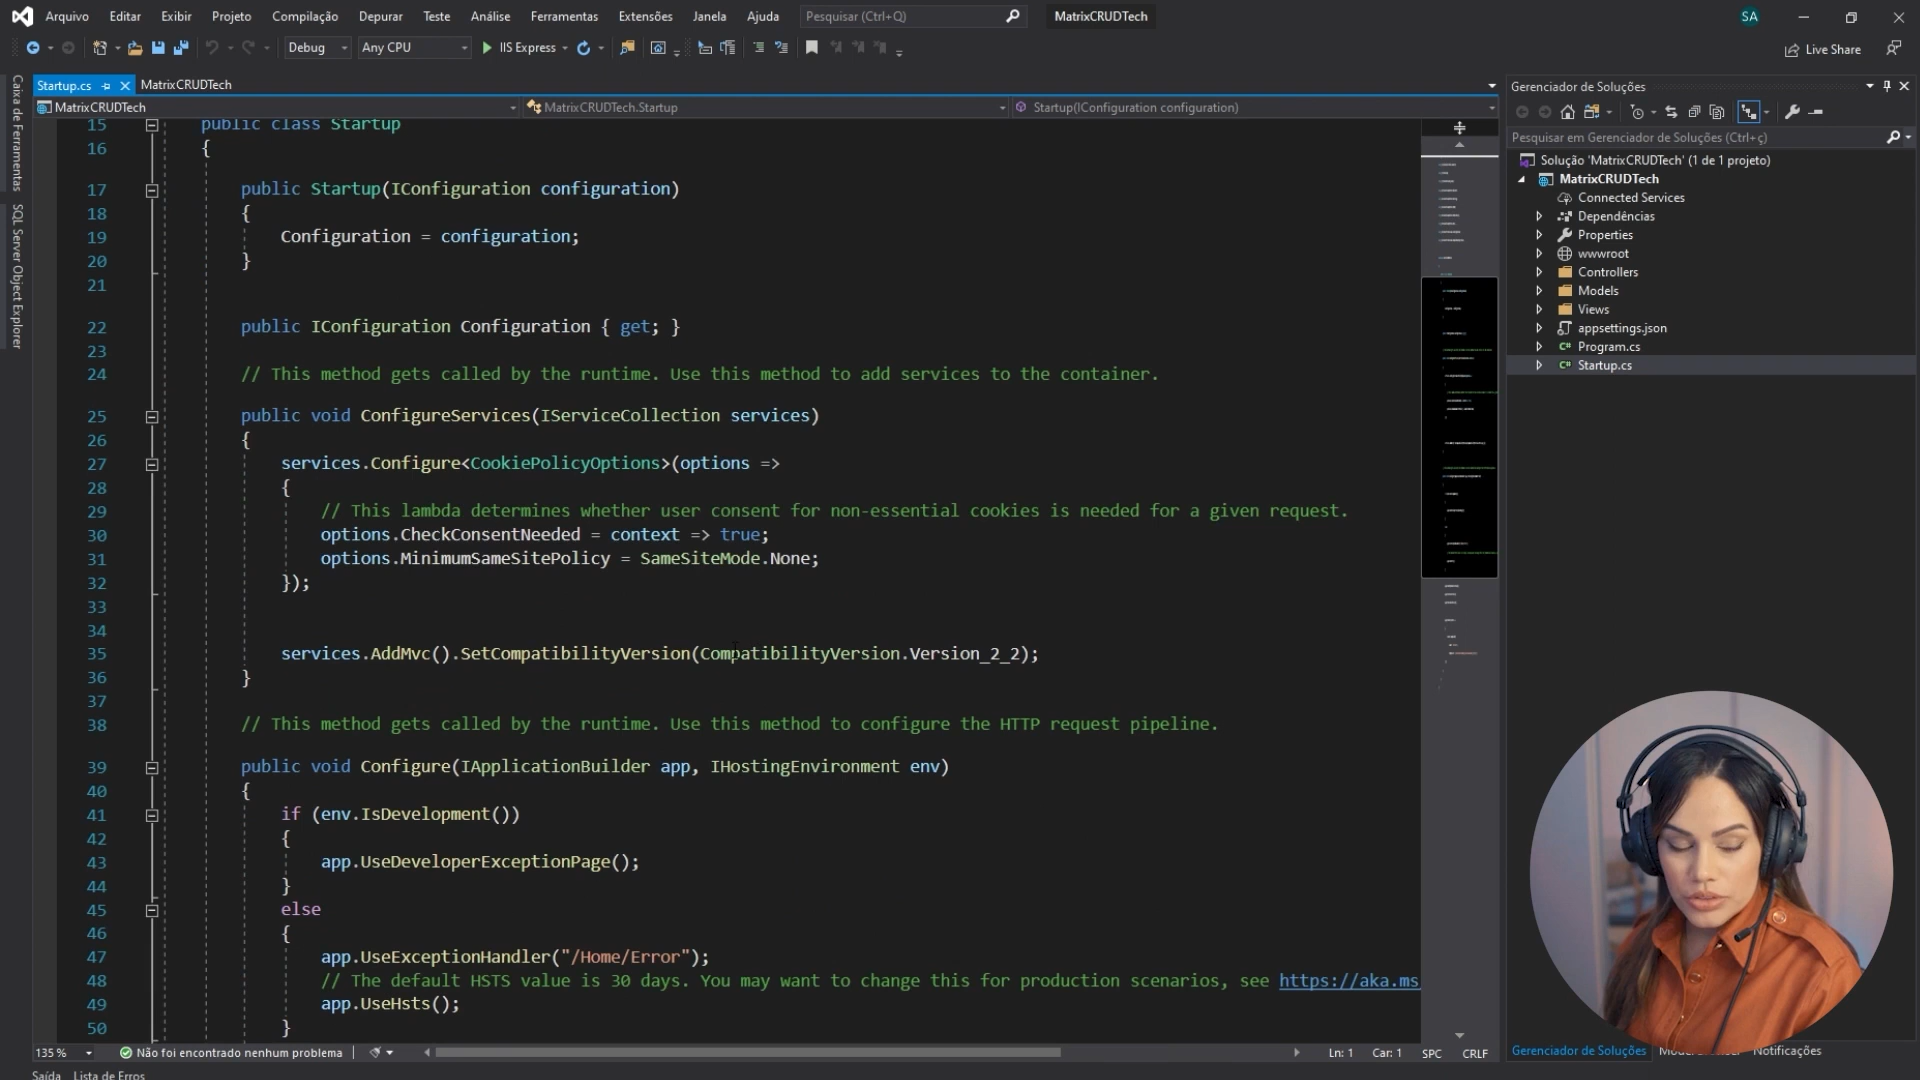 Arquivo Editar Exibir Projeto Compilação Depurar Teste Análise Ferramentas Extensões Janela Ajuda Pesquisar (Ctrl+Q) MatrixCRUDTech SA
Debug Any CPU IIS Express Live Share
Startup.cs MatrixCRUDTech
MatrixCRUDTech MatrixCRUDTech.Startup Startup(IConfiguration configuration)
Caixa de Ferramentas
SQL Server Object Explorer
15 public class Startup
16 {
17 public Startup(IConfiguration configuration)
18 {
19 Configuration = configuration;
20 }
21
22 public IConfiguration Configuration { get; }
23
24 // This method gets called by the runtime. Use this method to add services to the container.
25 public void ConfigureServices(IServiceCollection services)
26 {
27 services.Configure<CookiePolicyOptions>(options =>
28 {
29 // This lambda determines whether user consent for non-essential cookies is needed for a given request.
30 options.CheckConsentNeeded = context => true;
31 options.MinimumSameSitePolicy = SameSiteMode.None;
32 });
33
34
35 services.AddMvc().SetCompatibilityVersion(CompatibilityVersion.Version_2_2);
36 }
37
38 // This method gets called by the runtime. Use this method to configure the HTTP request pipeline.
39 public void Configure(IApplicationBuilder app, IHostingEnvironment env)
40 {
41 if (env.IsDevelopment())
42 {
43 app.UseDeveloperExceptionPage();
44 }
45 else
46 {
47 app.UseExceptionHandler("/Home/Error");
48 // The default HSTS value is 30 days. You may want to change this for production scenarios, see https://aka.ms
49 app.UseHsts();
50 }
135 % Não foi encontrado nenhum problema Ln: 1 Car: 1 SPC CRLF
Saída Lista de Erros
Gerenciador de Soluções
Pesquisar em Gerenciador de Soluções (Ctrl+ç)
Solução 'MatrixCRUDTech' (1 de 1 projeto)
MatrixCRUDTech
Connected Services
Dependências
Properties
wwwroot
Controllers
Models
Views
appsettings.json
C# Program.cs
C# Startup.cs
Gerenciador de Soluções Notificações